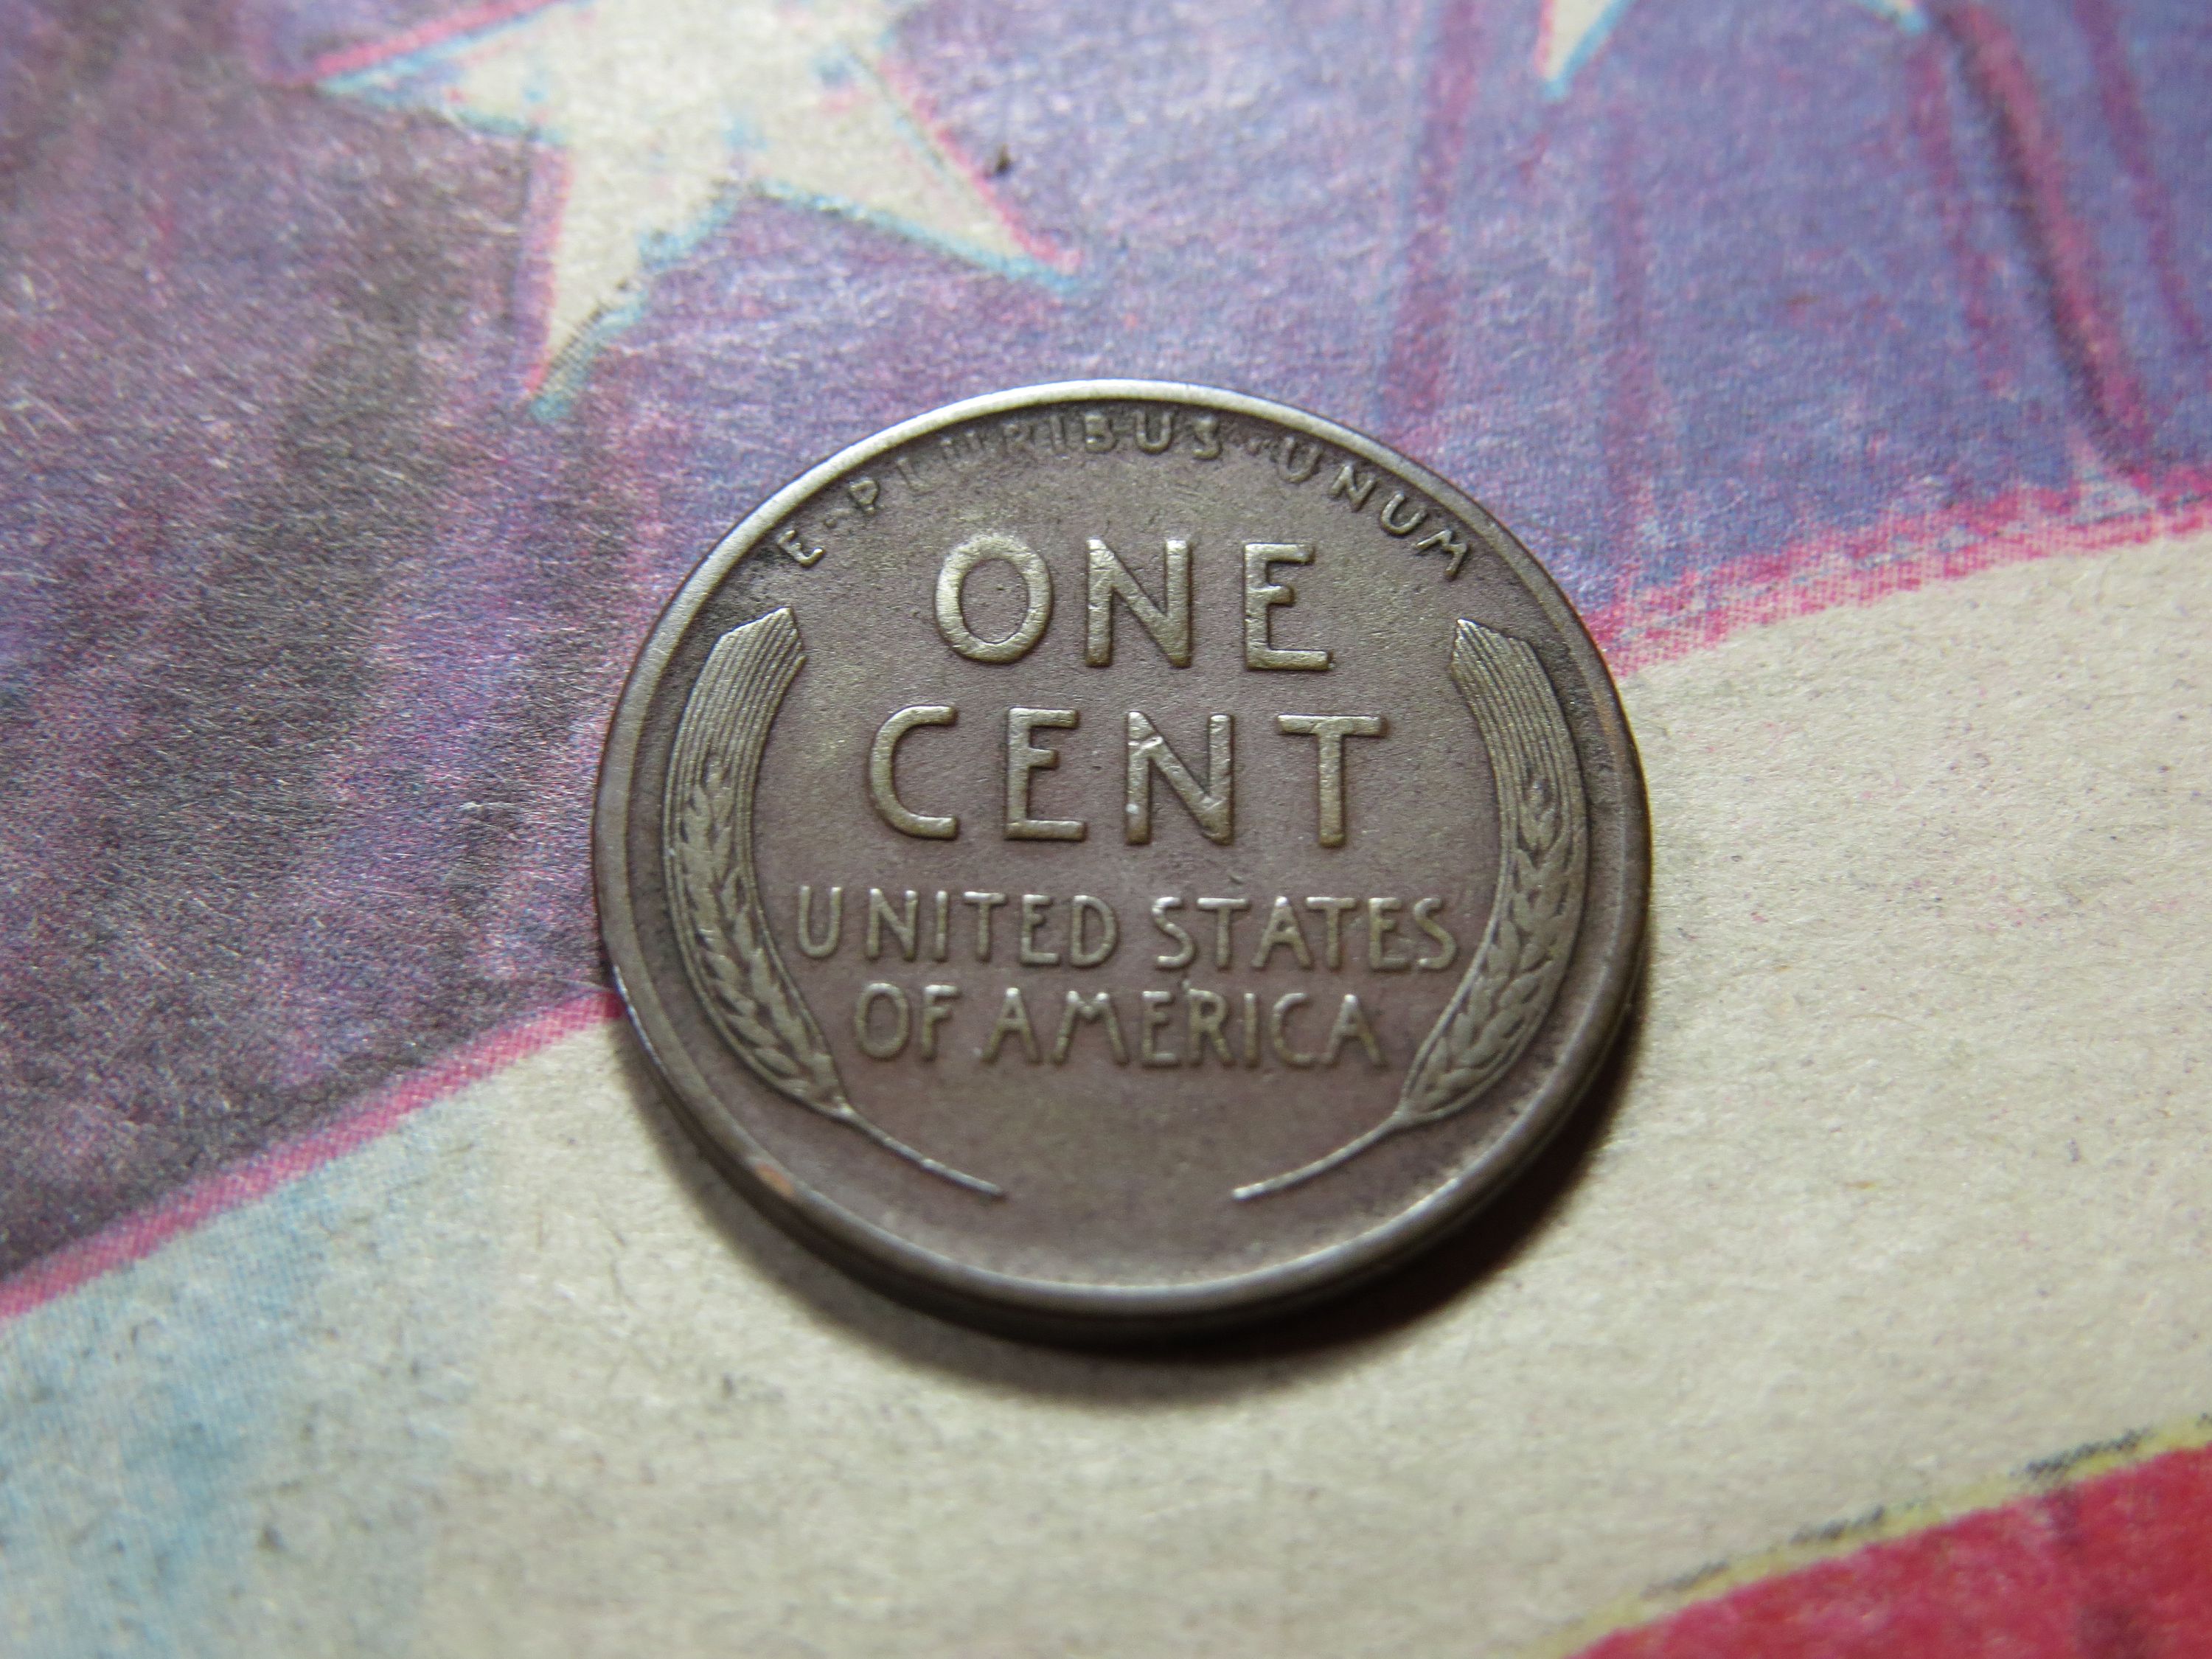 E·PLURIBUS·UNUM
ONE
CENT
UNITED STATES
OF AMERICA